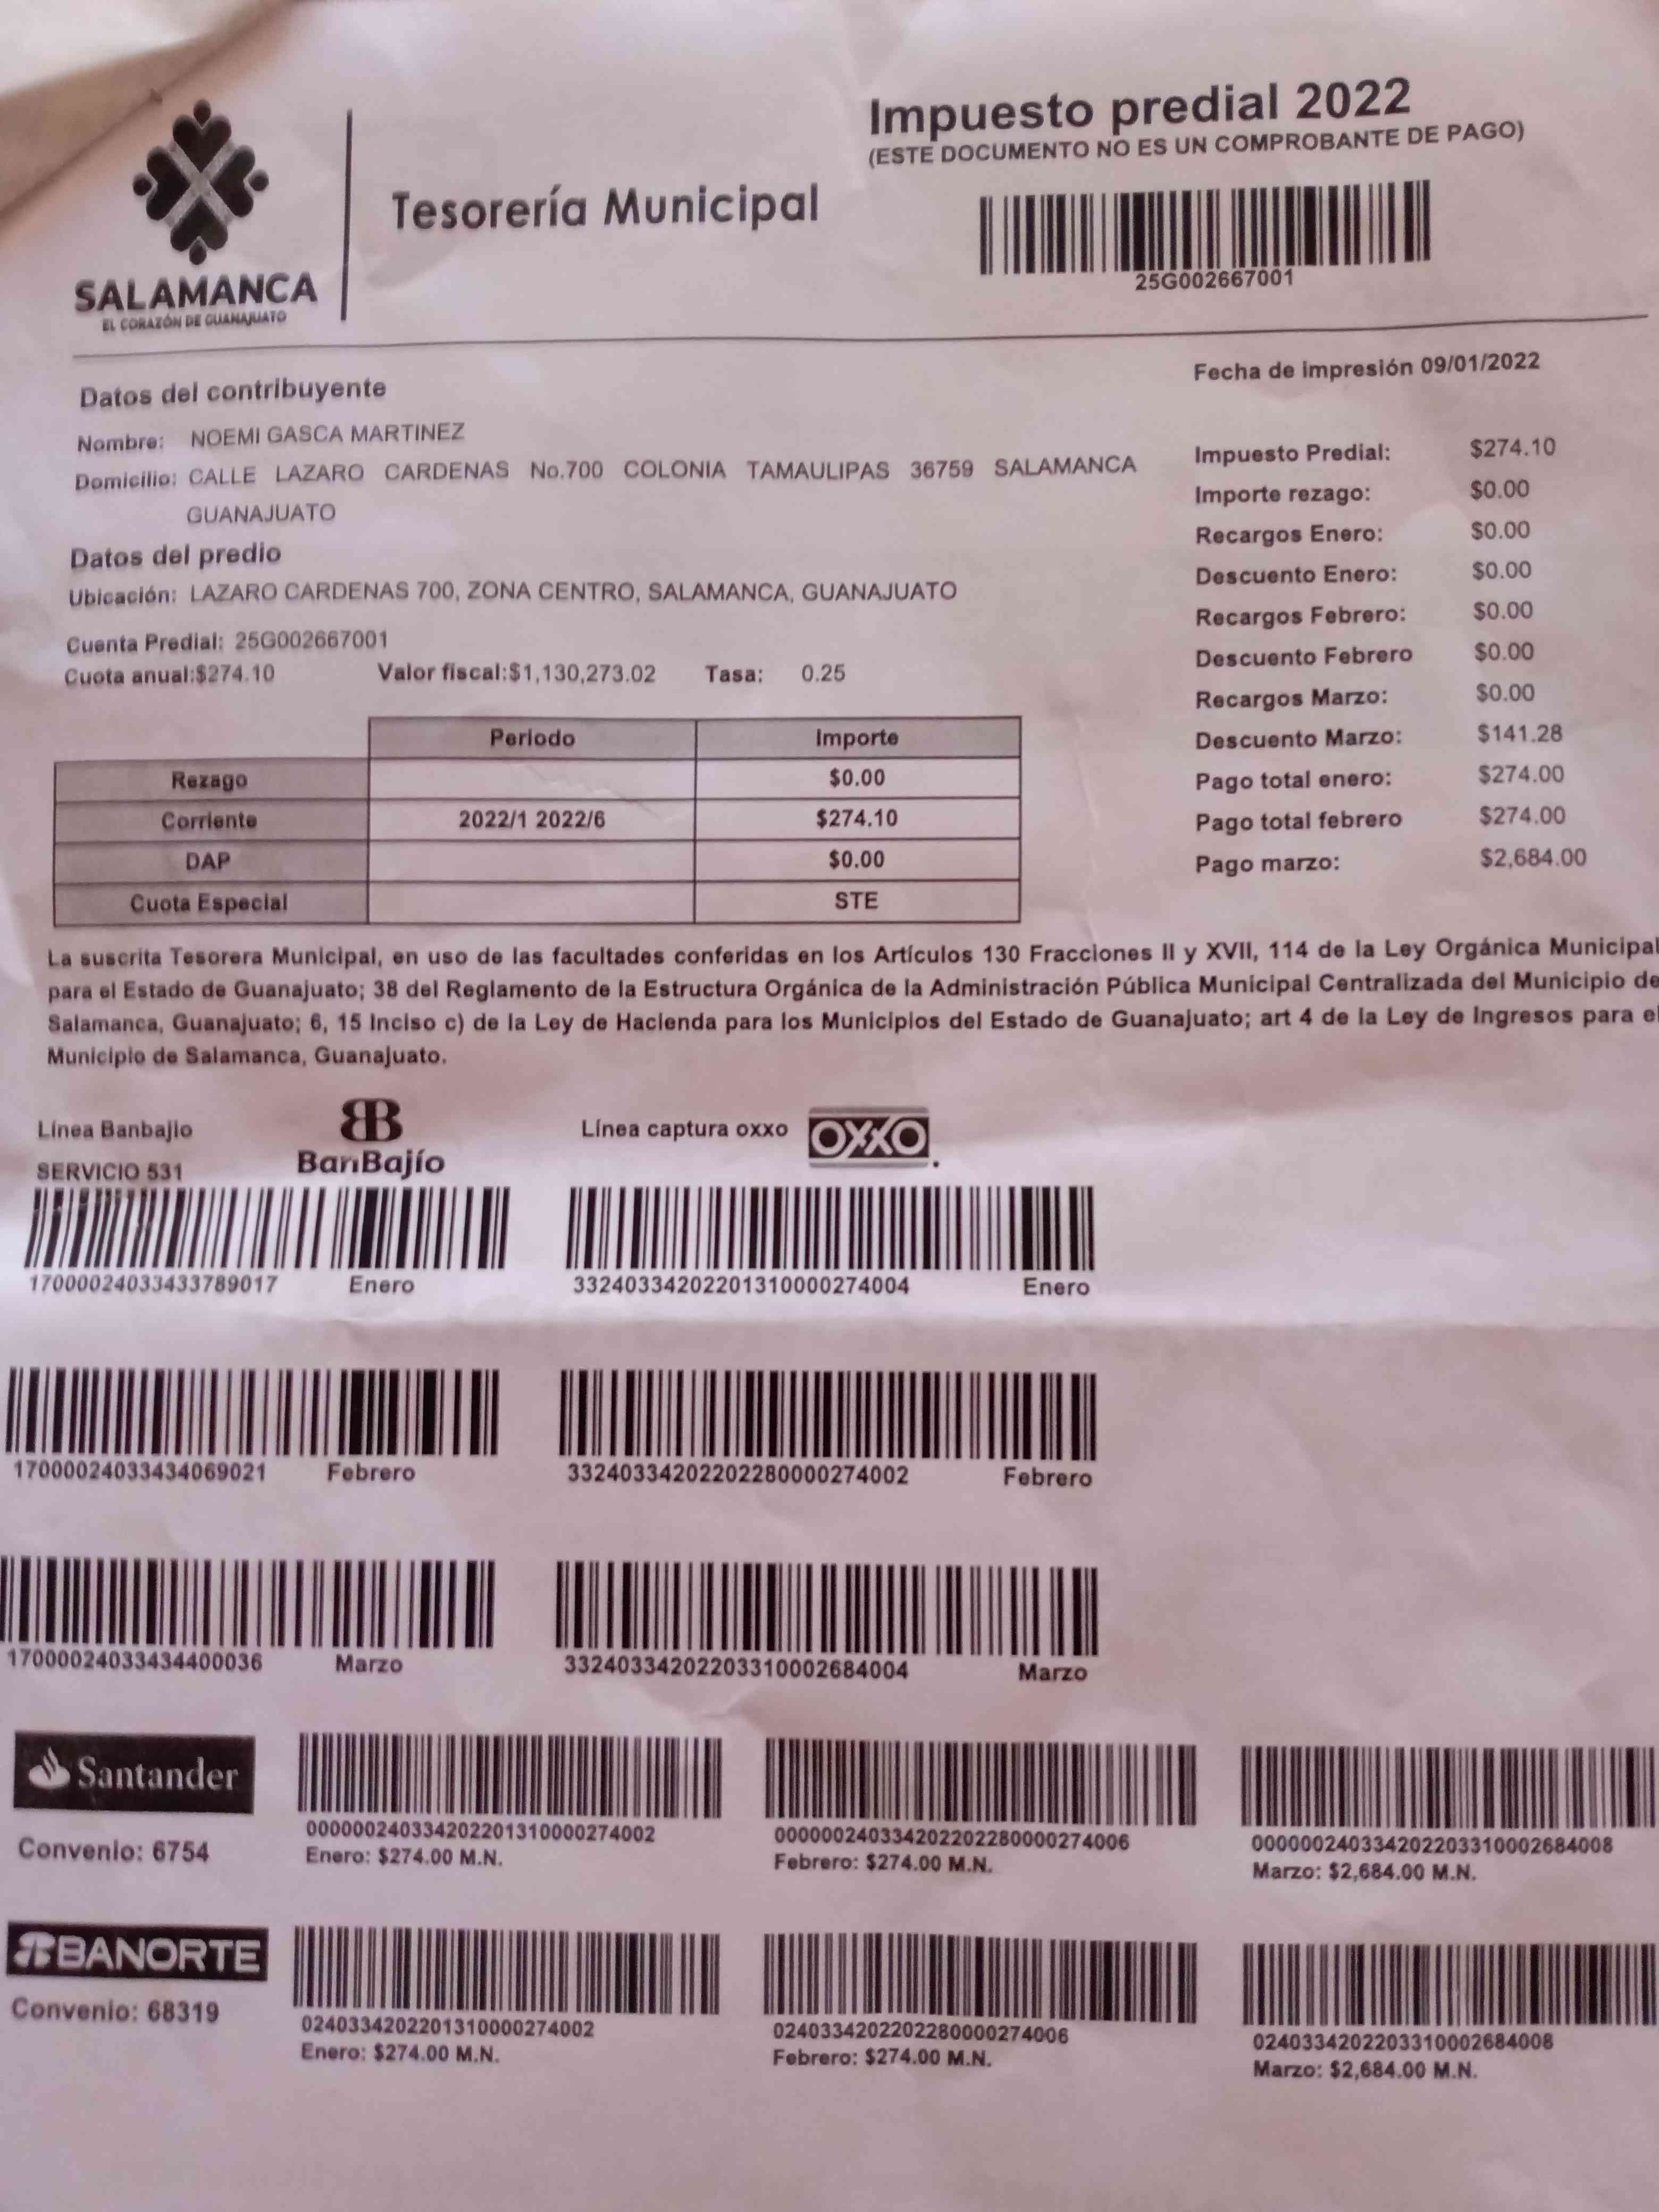 Impuesto predial 2022
(ESTE DOCUMENTO NO ES UN COMPROBANTE DE PAGO)
Tesorería Municipal
25G002667001
SALAMANCA
EL CORAZÓN DE GUANAJUATO
Fecha de impresión 09/01/2022
Datos del contribuyente
Nombre: NOEMI GASCA MARTINEZ
Domicilio: CALLE LAZARO CARDENAS No.700 COLONIA TAMAULIPAS 36759 SALAMANCA
GUANAJUATO
Datos del predio
Ubicación: LAZARO CARDENAS 700, ZONA CENTRO, SALAMANCA, GUANAJUATO
Cuenta Predial: 25G002667001
Cuota anual:$274.10 Valor fiscal:$1,130,273.02 Tasa: 0.25
Impuesto Predial: $274.10
Importe rezago: $0.00
Recargos Enero: $0.00
Descuento Enero: $0.00
Recargos Febrero: $0.00
Descuento Febrero $0.00
Recargos Marzo: $0.00
Descuento Marzo: $141.28
Pago total enero: $274.00
Pago total febrero $274.00
Pago marzo: $2,684.00
Periodo Importe
Rezago $0.00
Corriente 2022/1 2022/6 $274.10
DAP $0.00
Cuota Especial STE
La suscrita Tesorera Municipal, en uso de las facultades conferidas en los Artículos 130 Fracciones II y XVII, 114 de la Ley Orgánica Municipal
para el Estado de Guanajuato; 38 del Reglamento de la Estructura Orgánica de la Administración Pública Municipal Centralizada del Municipio de
Salamanca, Guanajuato; 6, 15 Inciso c) de la Ley de Hacienda para los Municipios del Estado de Guanajuato; art 4 de la Ley de Ingresos para el
Municipio de Salamanca, Guanajuato.
Línea Banbajio BanBajío Línea captura oxxo OXXO
SERVICIO 531
17000024033433789017 Enero 33240334202201310000274004 Enero
17000024033434069021 Febrero 33240334202202280000274002 Febrero
17000024033434400036 Marzo 33240334202203310002684004 Marzo
Santander
Convenio: 6754
000000240334202201310000274002 000000240334202202280000274006 000000240334202203310002684008
Enero: $274.00 M.N. Febrero: $274.00 M.N. Marzo: $2,684.00 M.N.
BANORTE
Convenio: 68319
0240334202201310000274002 0240334202202280000274006 0240334202203310002684008
Enero: $274.00 M.N. Febrero: $274.00 M.N. Marzo: $2,684.00 M.N.